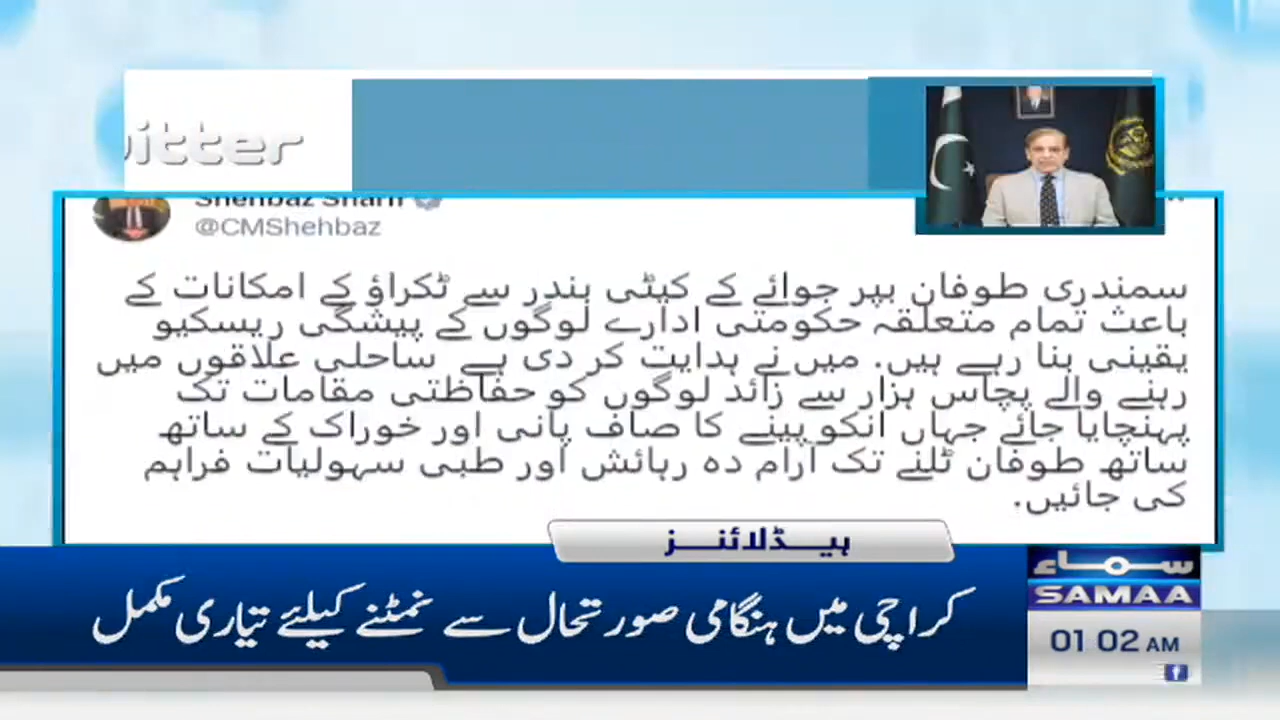 itter
Shehbaz Sharif
@CMShehbaz
سمندری طوفان بپر جوائے کے کیٹی بندر سے ٹکراؤ کے امکانات کے
باعث تمام متعلقہ حکومتی ادارے لوگوں کے پیشگی ریسکیو
یقینی بنا رہے ہیں. میں نے ہدایت کر دی ہے ساحلی علاقوں میں
رہنے والے پچاس ہزار سے زائد لوگوں کو حفاظتی مقامات تک
پہنچایا جائے جہاں انکو پینے کا صاف پانی اور خوراک کے ساتھ
ساتھ طوفان ٹلنے تک آرام دہ رہائش اور طبی سہولیات فراہم
کی جائیں.
ہیڈلائنز
کراچی میں ہنگامی صورتحال سے نمٹنے کیلئے تیاری مکمل
سماء
SAMAA
01 02 AM